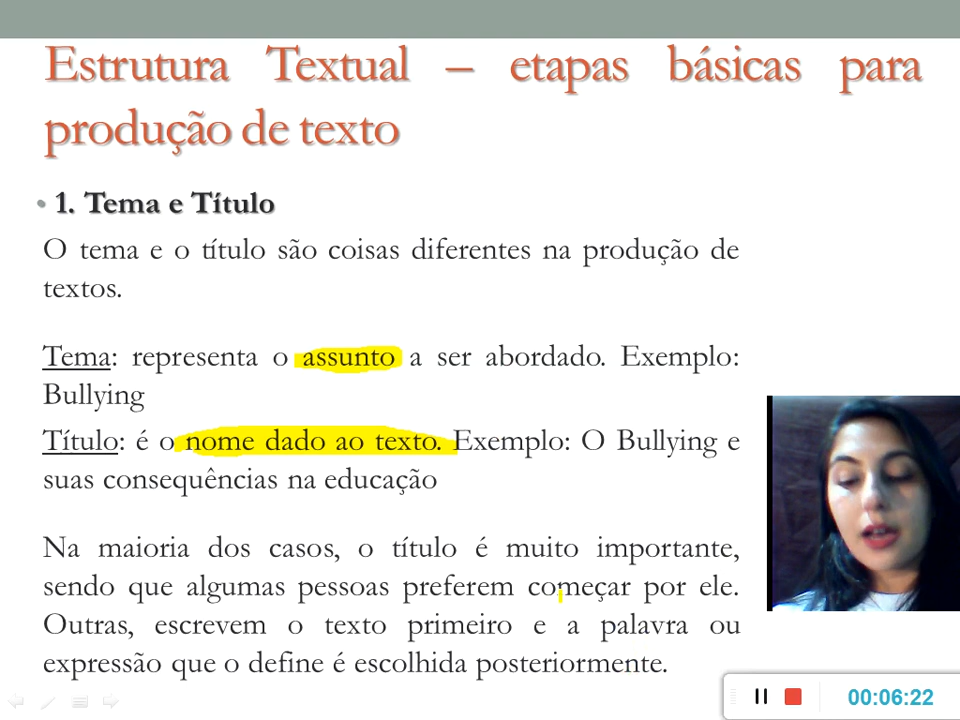 Estrutura Textual – etapas básicas para
produção de texto
• 1. Tema e Título
O tema e o título são coisas diferentes na produção de
textos.
Tema: representa o assunto a ser abordado. Exemplo:
Bullying
Título: é o nome dado ao texto. Exemplo: O Bullying e
suas consequências na educação
Na maioria dos casos, o título é muito importante,
sendo que algumas pessoas preferem começar por ele.
Outras, escrevem o texto primeiro e a palavra ou
expressão que o define é escolhida posteriormente.
00:06:22